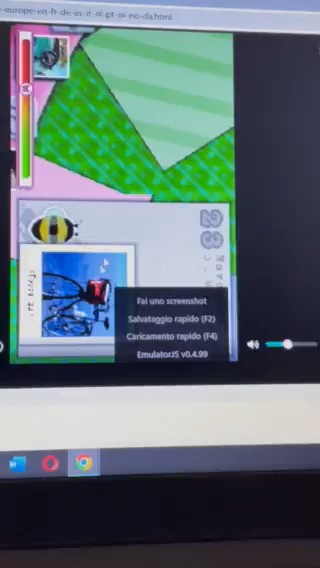 -europe-en-fr-de-es-it-nl-pt-sv-no-da.html
Fai uno screenshot
Salvataggio rapido (F2)
Caricamento rapido (F4)
EmulatorJS v0.4.99